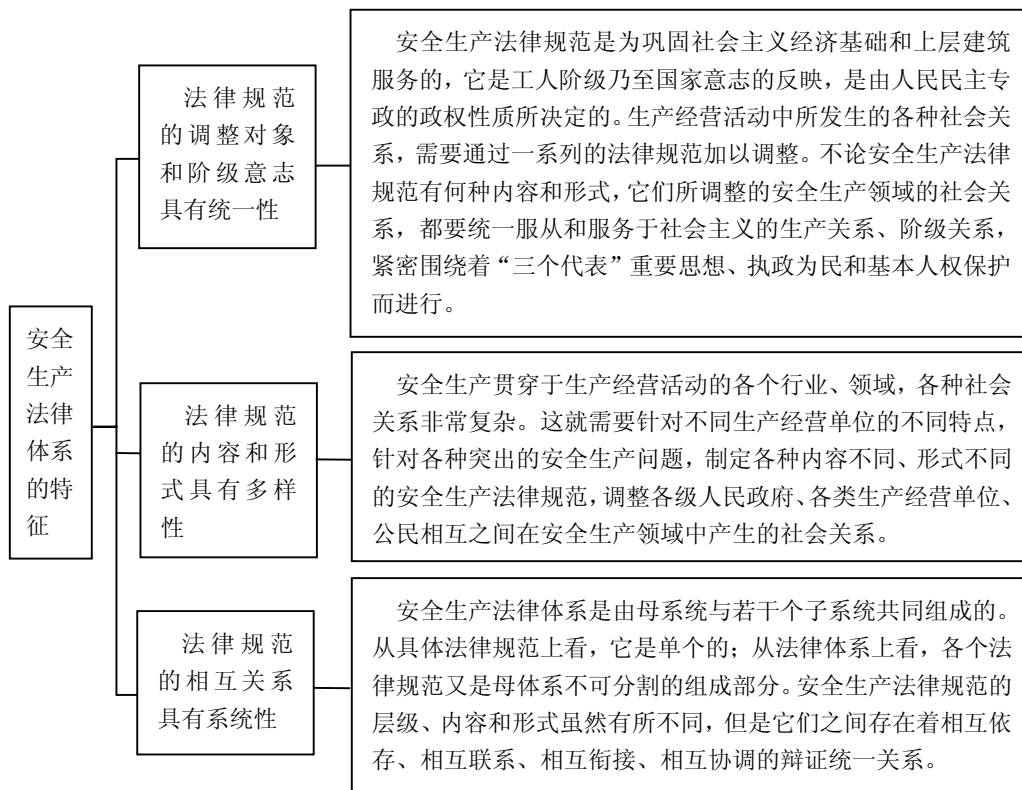 安全
生产
法律
体系
的特
征
法律规范
的调整对象
和阶级意志
具有统一性
安全生产法律规范是为巩固社会主义经济基础和上层建筑
服务的，它是工人阶级乃至国家意志的反映，是由人民民主专
政的政权性质所决定的。生产经营活动中所发生的各种社会关
系，需要通过一系列的法律规范加以调整。不论安全生产法律
规范有何种内容和形式，它们所调整的安全生产领域的社会关
系，都要统一服从和服务于社会主义的生产关系、阶级关系，
紧密围绕着“三个代表”重要思想、执政为民和基本人权保护
而进行。
法律规范
的内容和形
式具有多样
性
安全生产贯穿于生产经营活动的各个行业、领域，各种社会
关系非常复杂。这就需要针对不同生产经营单位的不同特点，
针对各种突出的安全生产问题，制定各种内容不同、形式不同
的安全生产法律规范，调整各级人民政府、各类生产经营单位、
公民相互之间在安全生产领域中产生的社会关系。
法律规范
的相互关系
具有系统性
安全生产法律体系是由母系统与若干个子系统共同组成的。
从具体法律规范上看，它是单个的；从法律体系上看，各个法
律规范又是母体系不可分割的组成部分。安全生产法律规范的
层级、内容和形式虽然有所不同，但是它们之间存在着相互依
存、相互联系、相互衔接、相互协调的辩证统一关系。